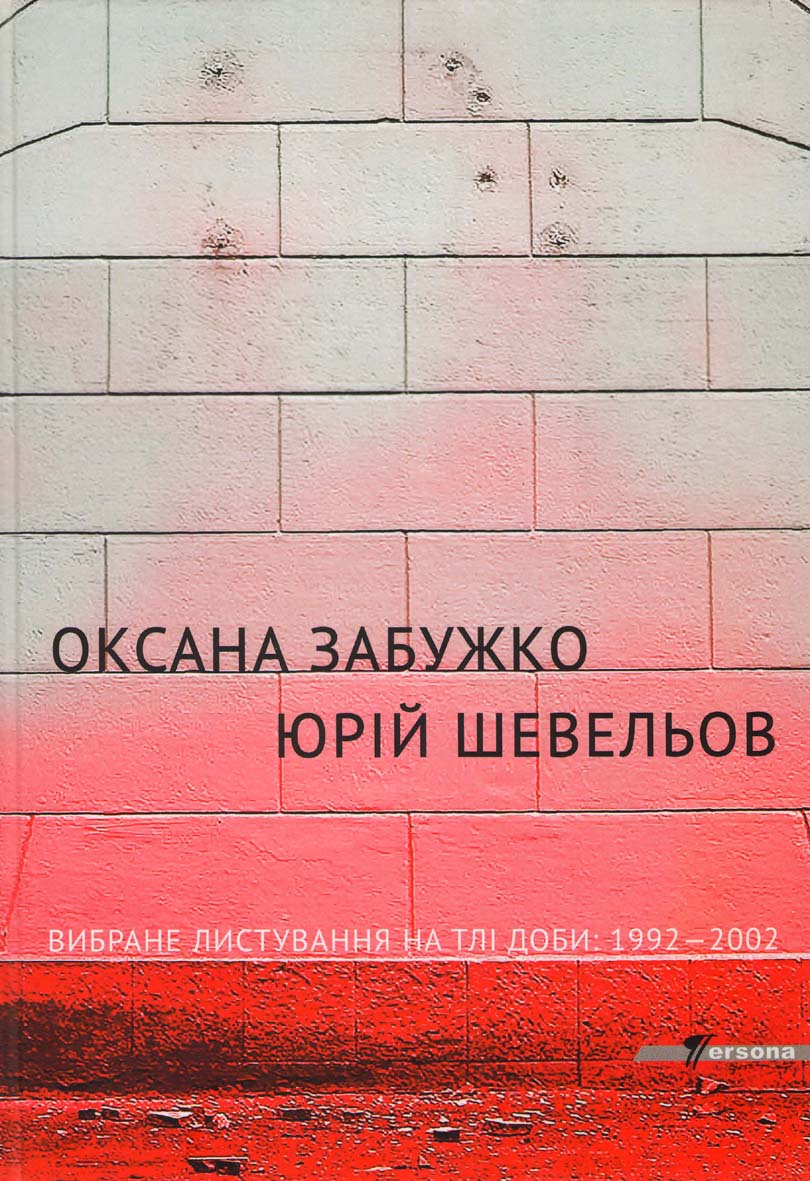 ОКСАНА ЗАБУЖКО
ЮРІЙ ШЕВЕЛЬОВ
ВИБРАНЕ ЛИСТУВАННЯ НА ТЛІ ДОБИ: 1992—2002
¶ersona